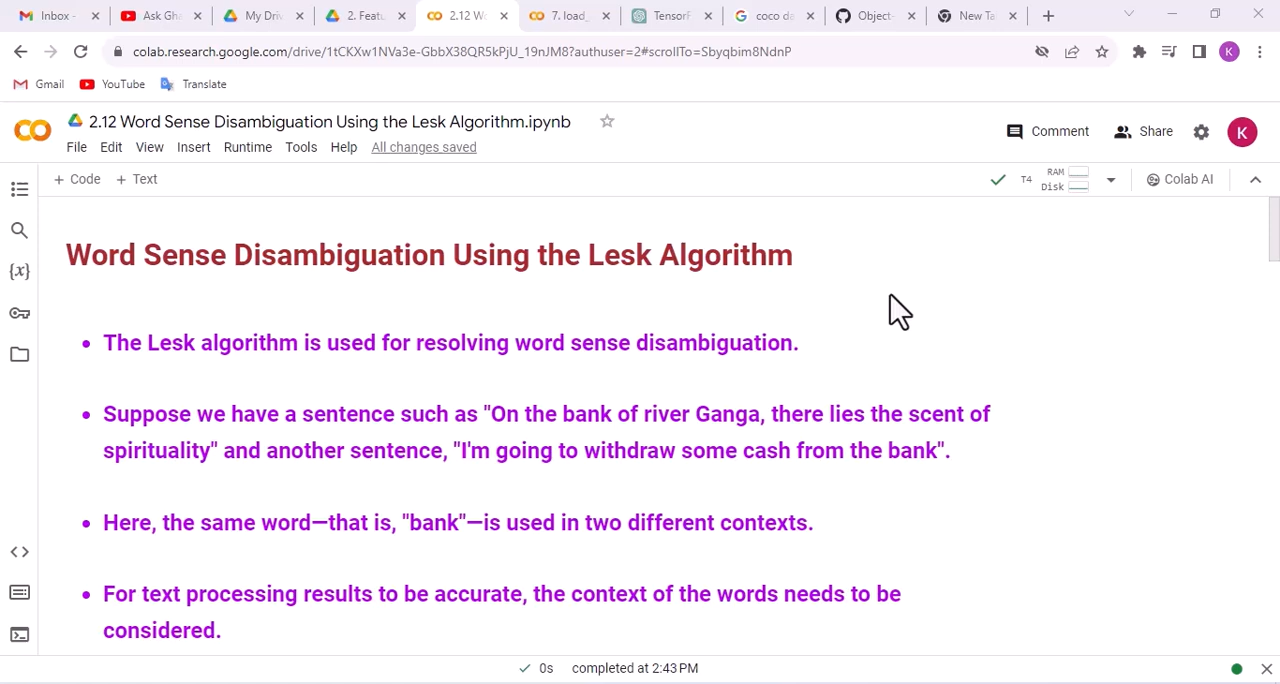 Inbox -
Ask Gh
My Dri
2. Featu
2.12 Wo
7. load_
TensorF
coco da
Object-
New Ta
colab.research.google.com/drive/1tCKXw1NVa3e-GbbX38QR5kPjU_19nJM8?authuser=2#scrollTo=Sbyqbim8NdnP
K
Gmail YouTube Translate
2.12 Word Sense Disambiguation Using the Lesk Algorithm.ipynb
Comment Share K
File Edit View Insert Runtime Tools Help All changes saved
+ Code + Text
T4 RAM Disk Colab AI
Word Sense Disambiguation Using the Lesk Algorithm
• The Lesk algorithm is used for resolving word sense disambiguation.
• Suppose we have a sentence such as "On the bank of river Ganga, there lies the scent of
spirituality" and another sentence, "I'm going to withdraw some cash from the bank".
• Here, the same word—that is, "bank"—is used in two different contexts.
• For text processing results to be accurate, the context of the words needs to be
considered.
0s completed at 2:43 PM